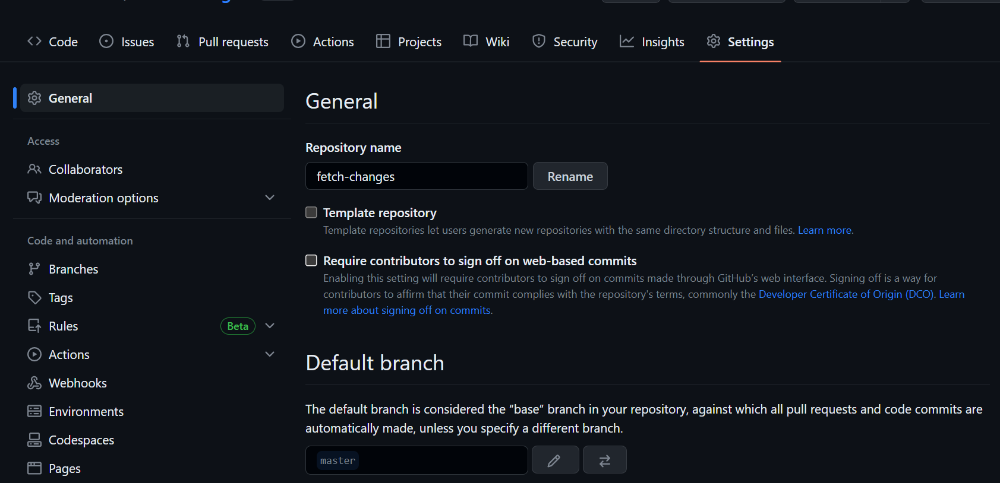 Code Issues Pull requests Actions Projects Wiki Security Insights Settings
General
Access
Collaborators
Moderation options
Code and automation
Branches
Tags
Rules Beta
Actions
Webhooks
Environments
Codespaces
Pages
General
Repository name
fetch-changes Rename
Template repository
Template repositories let users generate new repositories with the same directory structure and files. Learn more.
Require contributors to sign off on web-based commits
Enabling this setting will require contributors to sign off on commits made through GitHub’s web interface. Signing off is a way for
contributors to affirm that their commit complies with the repository's terms, commonly the Developer Certificate of Origin (DCO). Learn
more about signing off on commits.
Default branch
The default branch is considered the “base” branch in your repository, against which all pull requests and code commits are
automatically made, unless you specify a different branch.
master